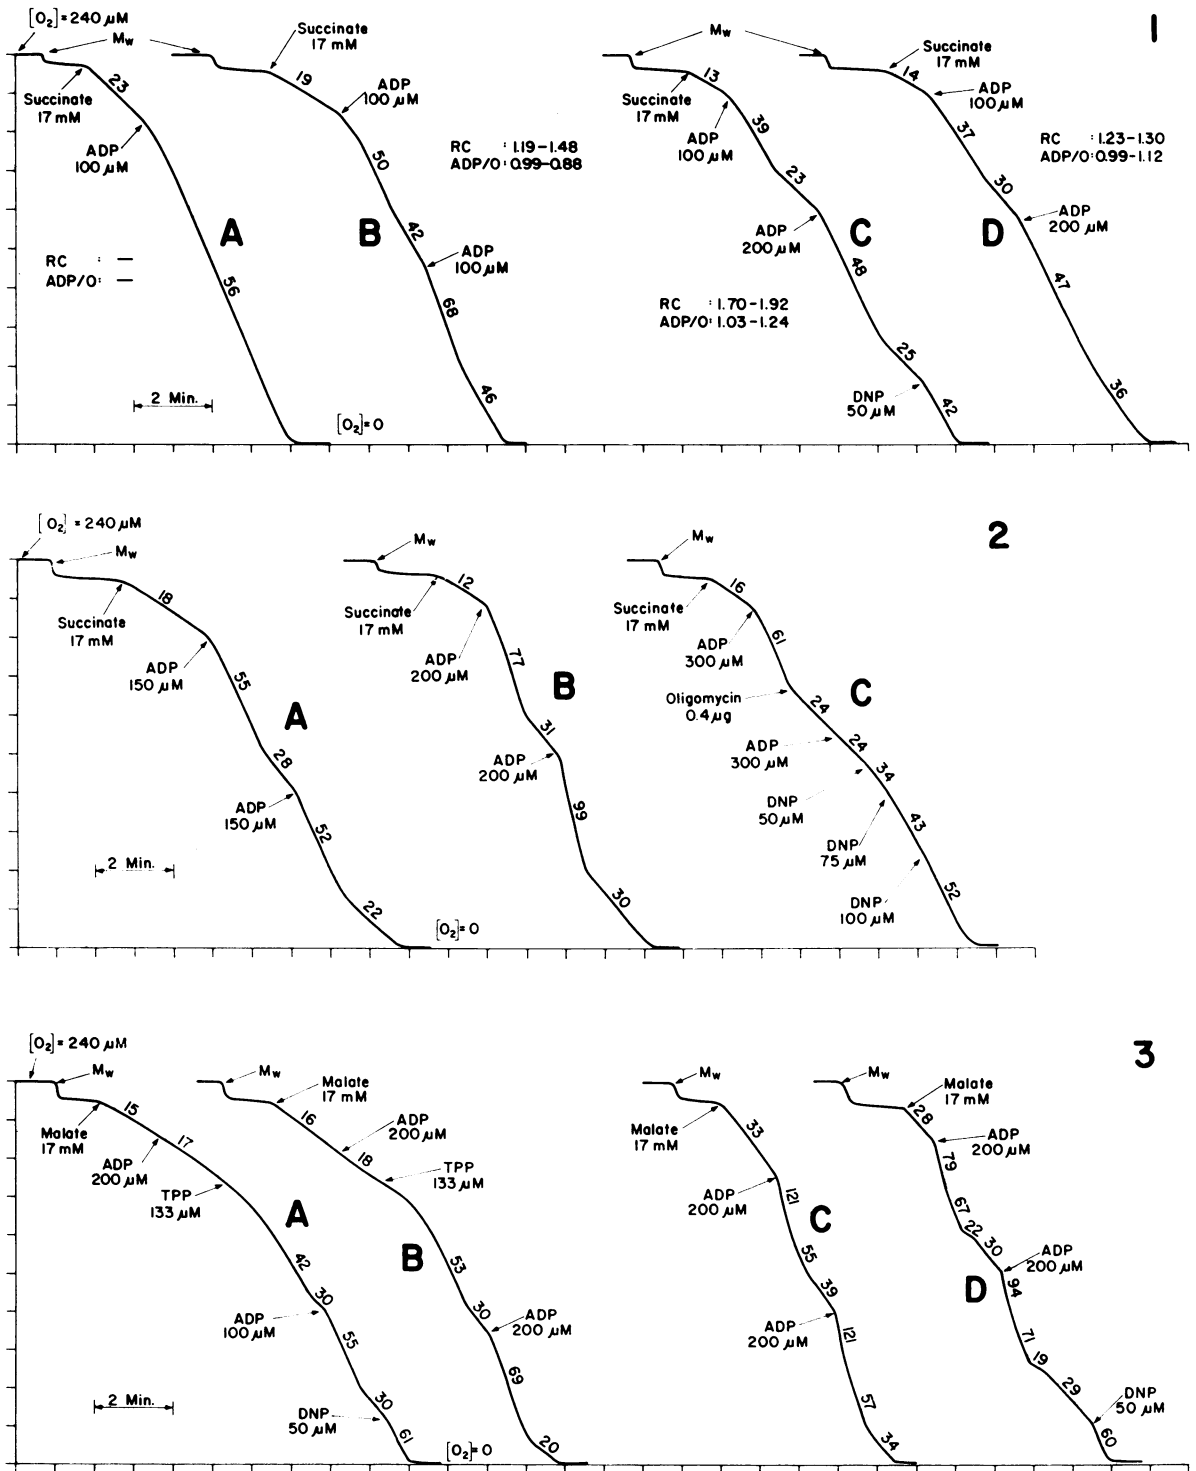 [O₂] = 240 µM
Mw
Succinate
17 mM
23
Succinate
17 mM
ADP
100 µM
A
56
RC : —
ADP/O: —
2 Min.
19
ADP
100 µM
50
B
42
ADP
100 µM
68
46
RC : 1.19-1.48
ADP/O: 0.99-0.88
[O₂] = 0
1
Mw
13
Succinate
17 mM
ADP
100 µM
39
23
ADP
200 µM
C
48
25
DNP
50 µM
42
RC : 1.70-1.92
ADP/O: 1.03-1.24
Succinate
17 mM
14
ADP
100 µM
37
30
D
ADP
200 µM
47
36
RC : 1.23-1.30
ADP/O: 0.99-1.12
2
[O₂] = 240 µM
Mw
Succinate
17 mM
18
ADP
150 µM
55
A
28
ADP
150 µM
52
22
2 Min.
[O₂] = 0
Mw
12
Succinate
17 mM
ADP
200 µM
77
B
31
ADP
200 µM
99
30
Mw
16
Succinate
17 mM
ADP
300 µM
61
C
Oligomycin
0.4 µg
24
ADP
300 µM
24
34
DNP
50 µM
DNP
75 µM
43
DNP
100 µM
52
3
[O₂] = 240 µM
Mw
15
Malate
17 mM
17
ADP
200 µM
TPP
133 µM
A
42
30
ADP
100 µM
55
30
DNP
50 µM
61
2 Min.
[O₂] = 0
Mw
Malate
17 mM
16
ADP
200 µM
18
TPP
133 µM
B
53
30
ADP
200 µM
69
20
Mw
Malate
17 mM
33
ADP
200 µM
121
C
55
39
ADP
200 µM
121
57
34
Mw
Malate
17 mM
28
ADP
200 µM
79
67
22
30
ADP
200 µM
D
94
71
19
29
DNP
50 µM
60